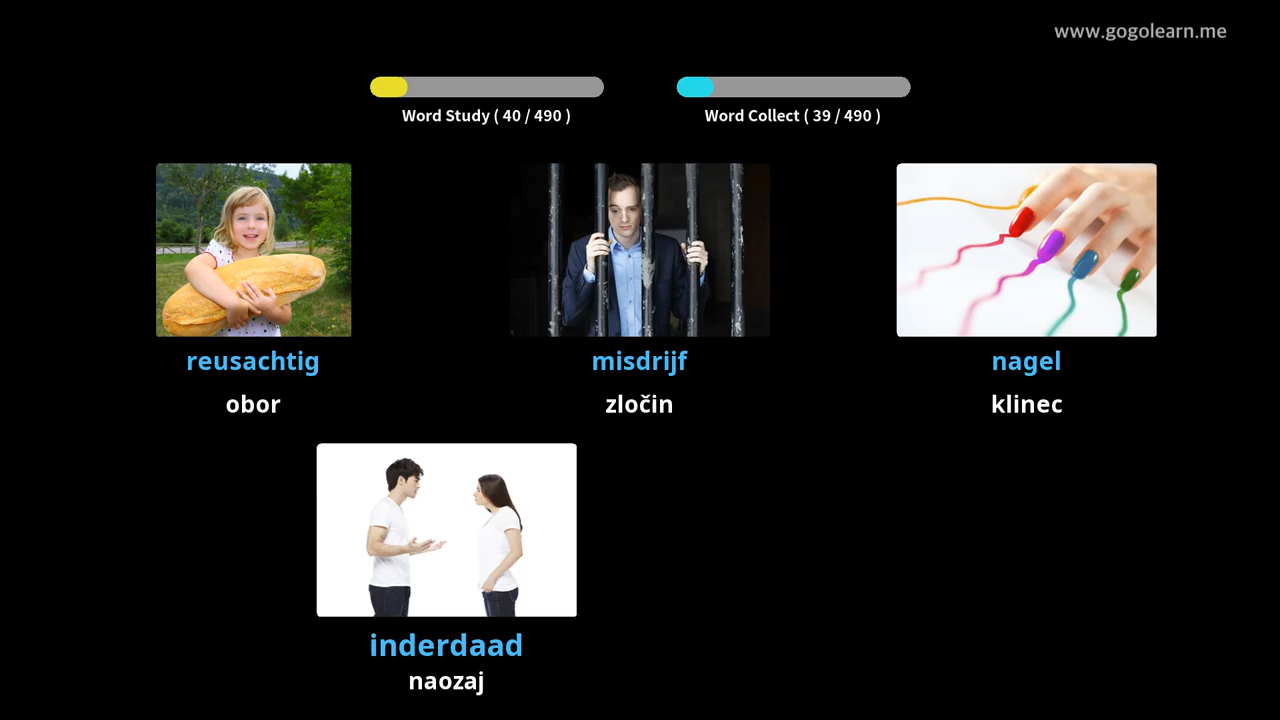 www.gogolearn.me
Word Study ( 40 / 490 )
Word Collect ( 39 / 490 )
reusachtig
misdrijf
nagel
obor
zločin
klinec
inderdaad
naozaj